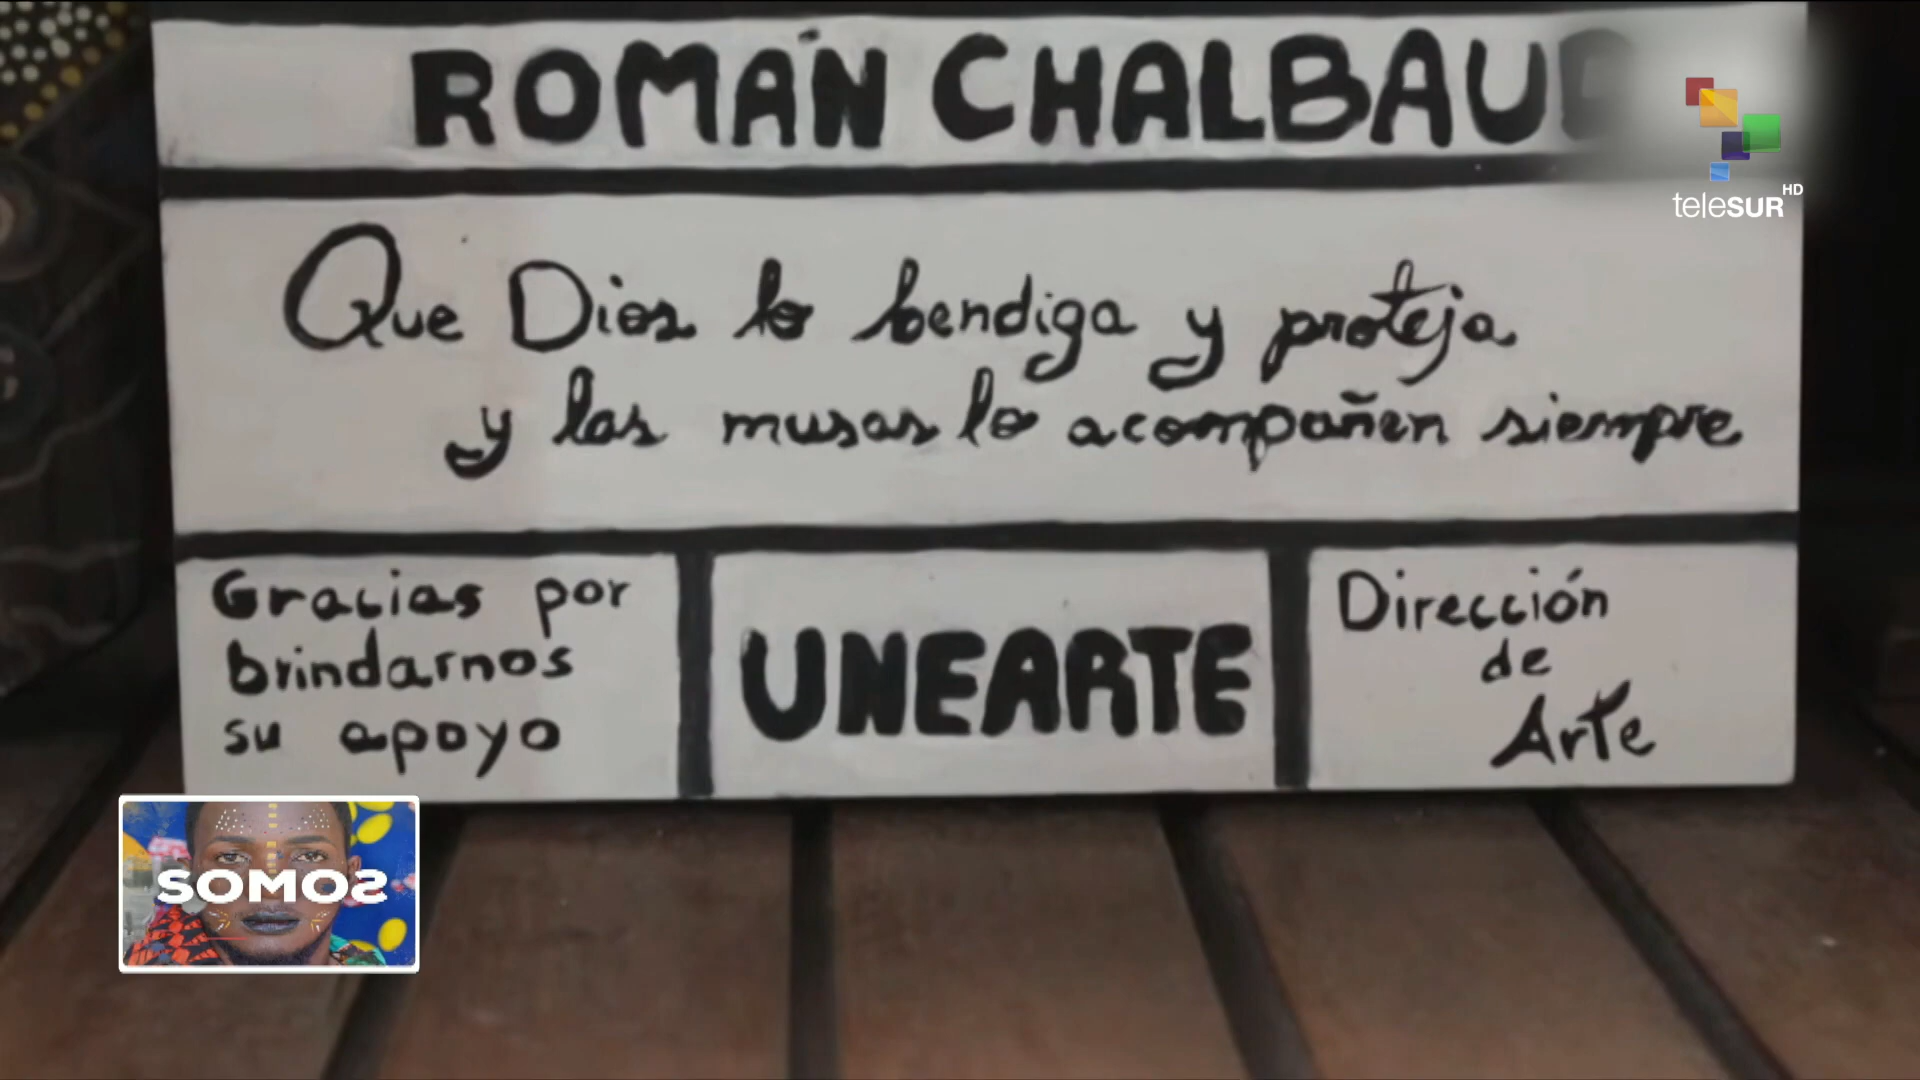 ROMÁN CHALBAUD
teleSUR HD
Que Dios lo bendiga y proteja
y las musas lo acompañen siempre
Gracias por
brindarnos
su apoyo
UNEARTE
Dirección
de
Arte
SOMOS